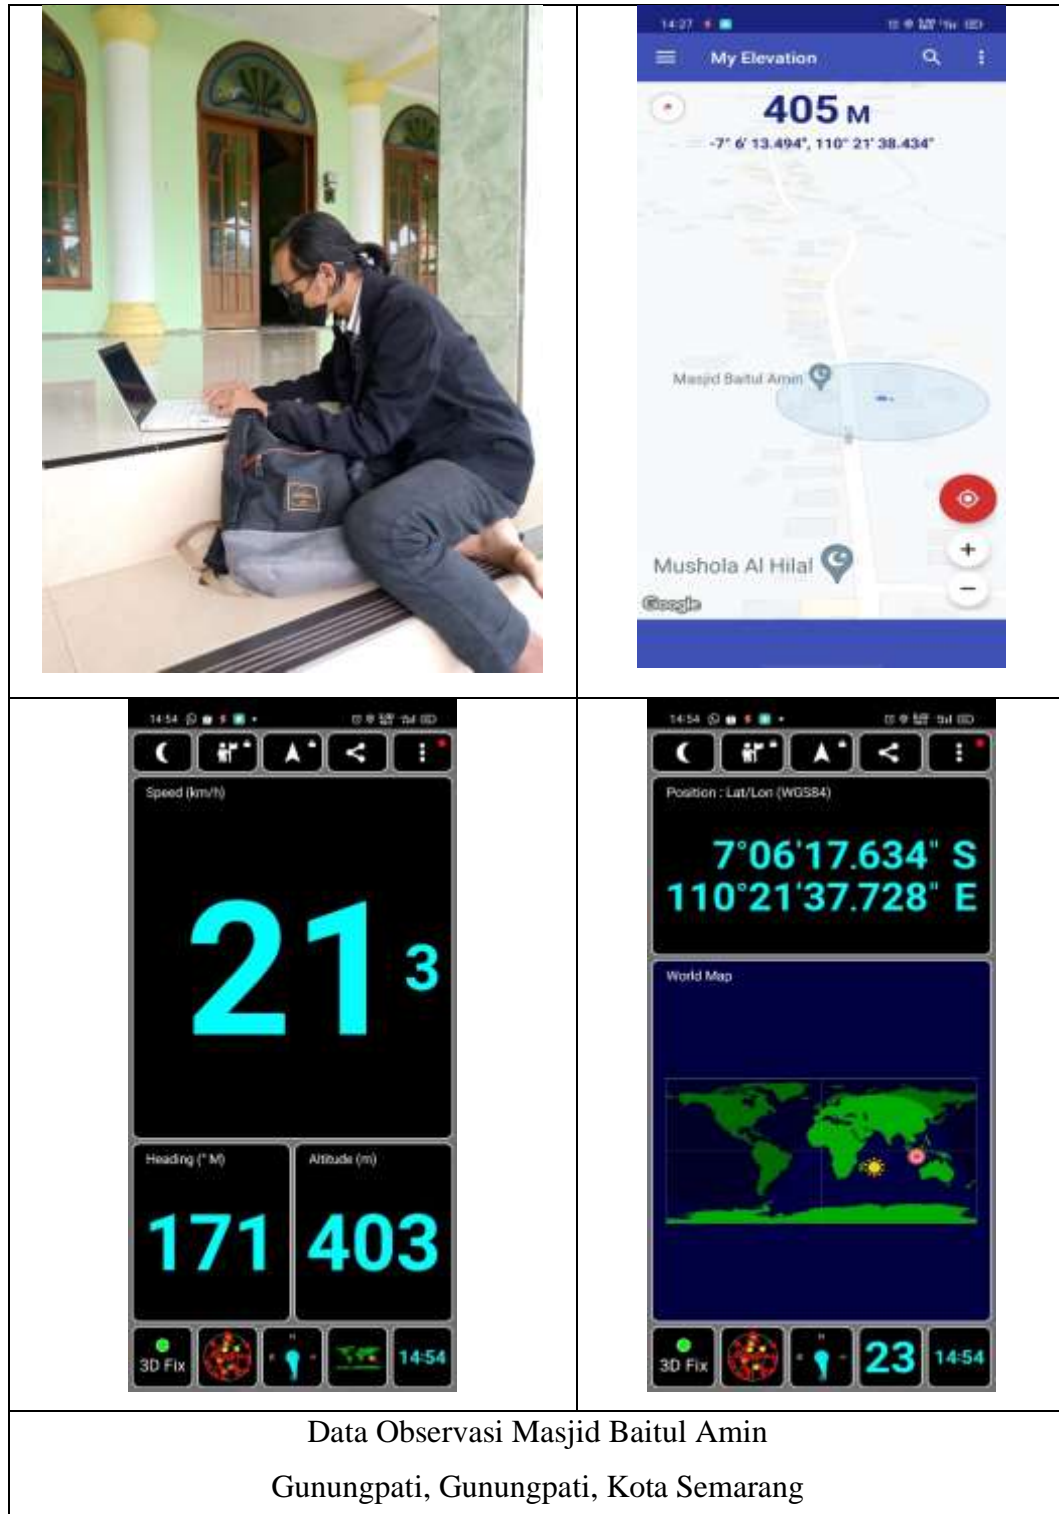 14:27
My Elevation
405 M
-7° 6' 13.494", 110° 21' 38.434"
Masjid Baitul Amin
Mushola Al Hilal
Google
14:54
Speed (km/h)
21 3
Heading (° M)
Altitude (m)
171
403
3D Fix
14:54
14:54
Position : Lat/Lon (WGS84)
7°06'17.634" S
110°21'37.728" E
World Map
3D Fix
23
14:54
Data Observasi Masjid Baitul Amin
Gunungpati, Gunungpati, Kota Semarang